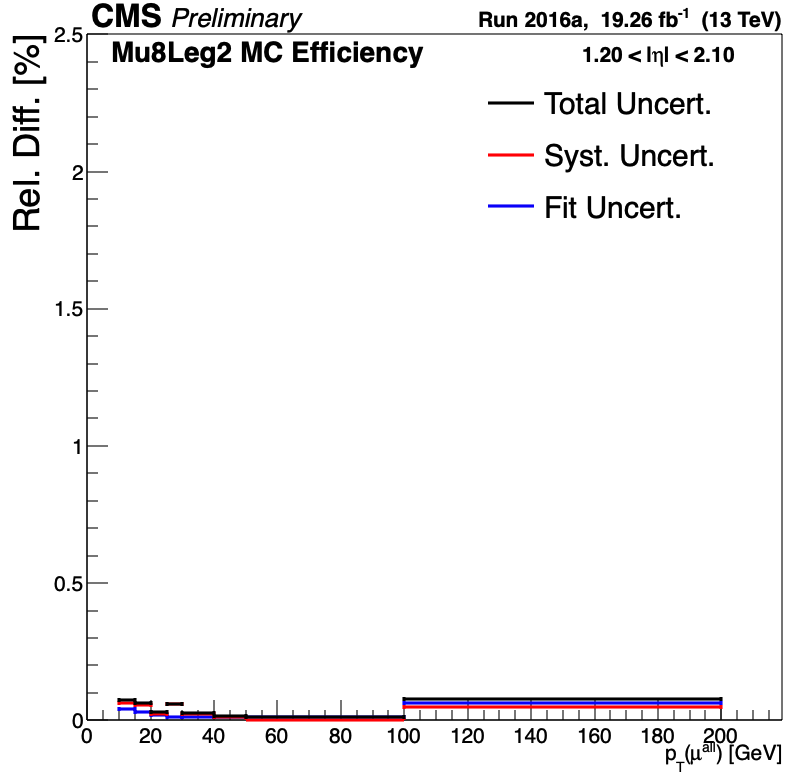 CMS Preliminary
Run 2016a, 19.26 fb⁻¹ (13 TeV)
Mu8Leg2 MC Efficiency
1.20 < |η| < 2.10
Total Uncert.
Syst. Uncert.
Fit Uncert.
Rel. Diff. [%]
2.5
2
1.5
1
0.5
0
0 20 40 60 80 100 120 140 160 180 200
p_T(μ^all) [GeV]